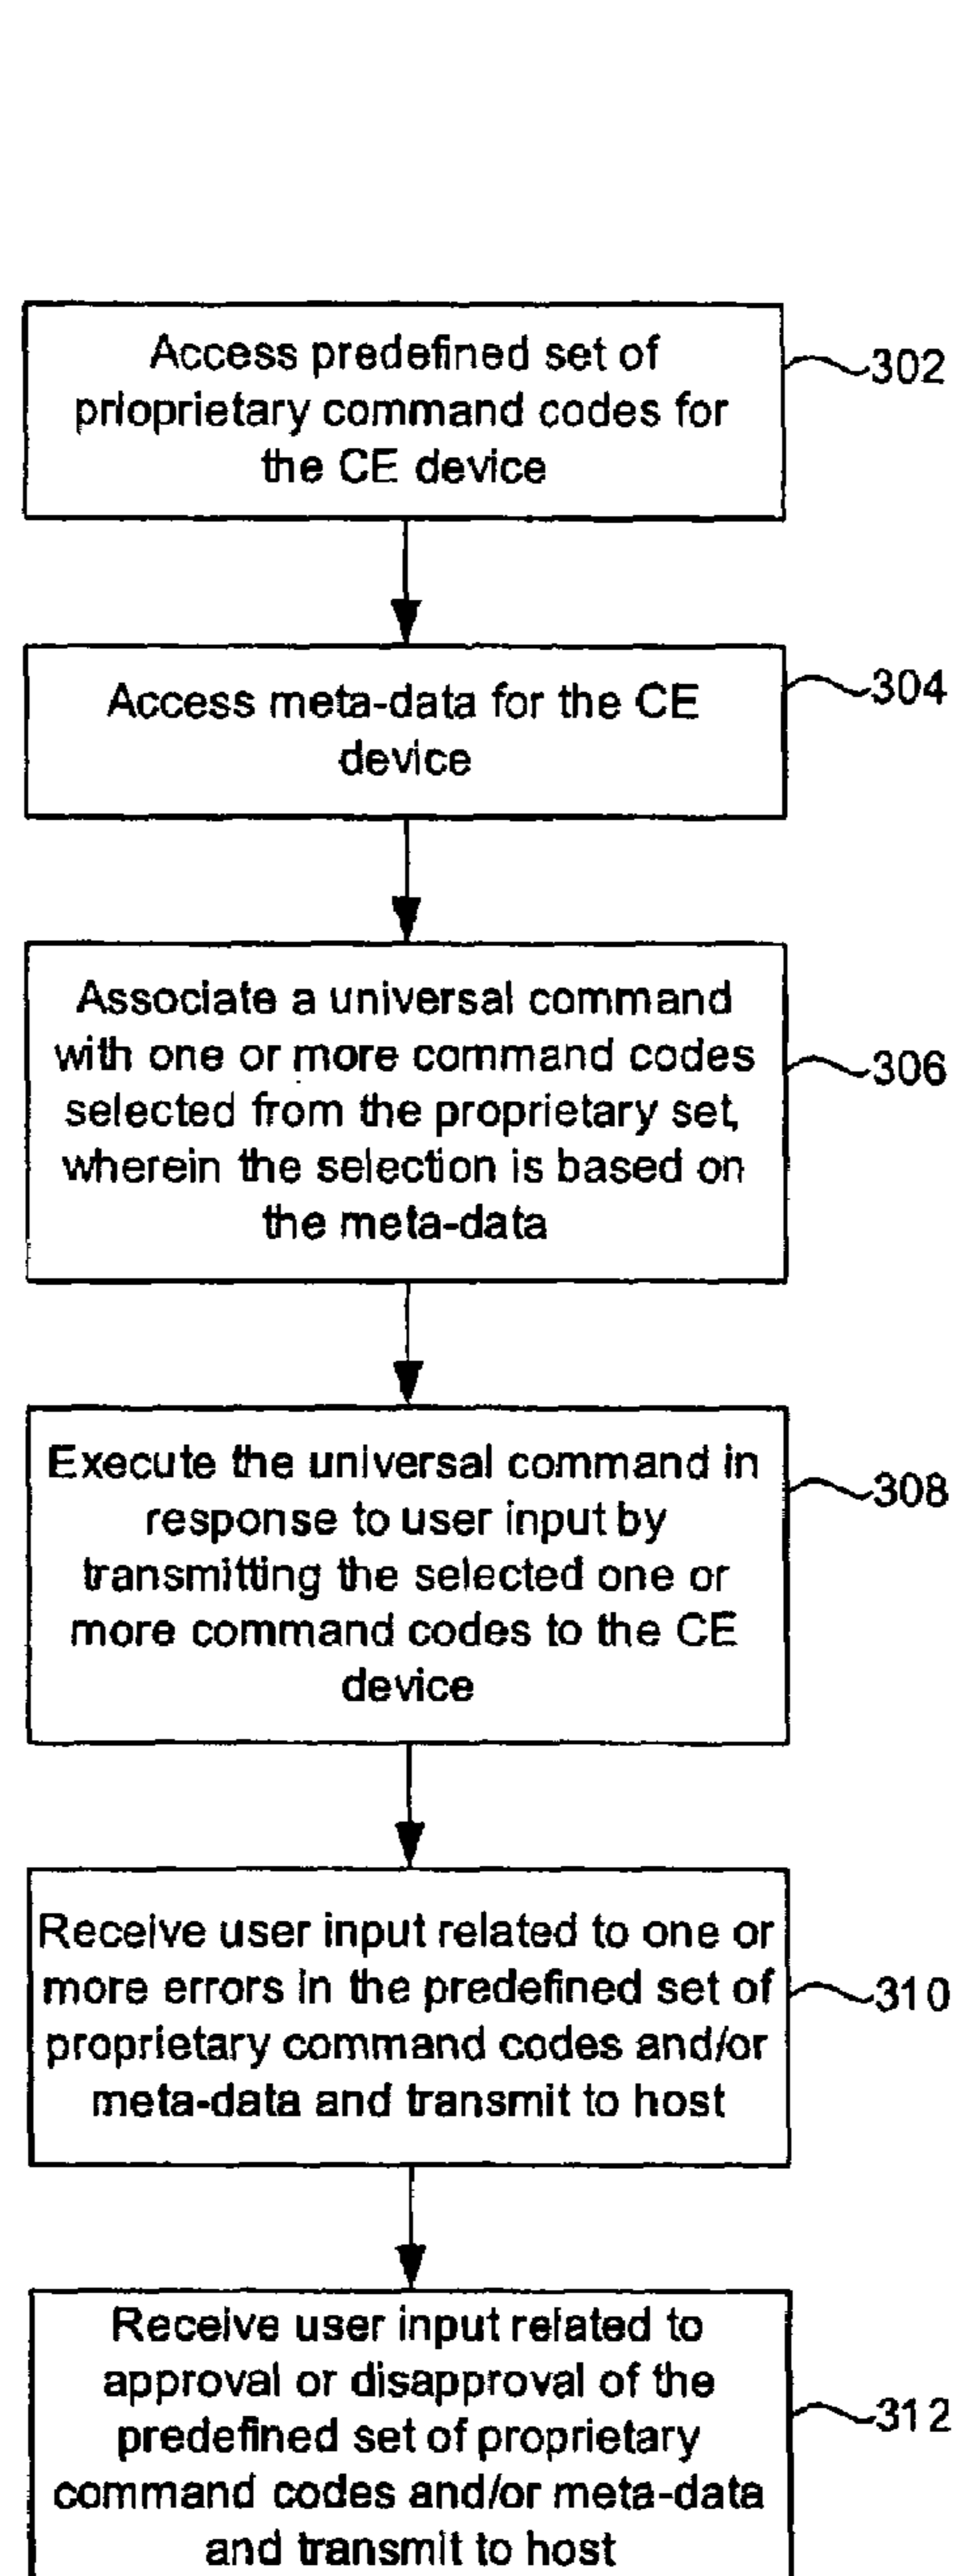 Access predefined set of
prioprietary command codes for
the CE device
302
Access meta-data for the CE
device
304
Associate a universal command
with one or more command codes
selected from the proprietary set,
wherein the selection is based on
the meta-data
306
Execute the universal command in
response to user input by
transmitting the selected one or
more command codes to the CE
device
308
Receive user input related to one or
more errors in the predefined set of
proprietary command codes and/or
meta-data and transmit to host
310
Receive user input related to
approval or disapproval of the
predefined set of proprietary
command codes and/or meta-data
and transmit to host
312